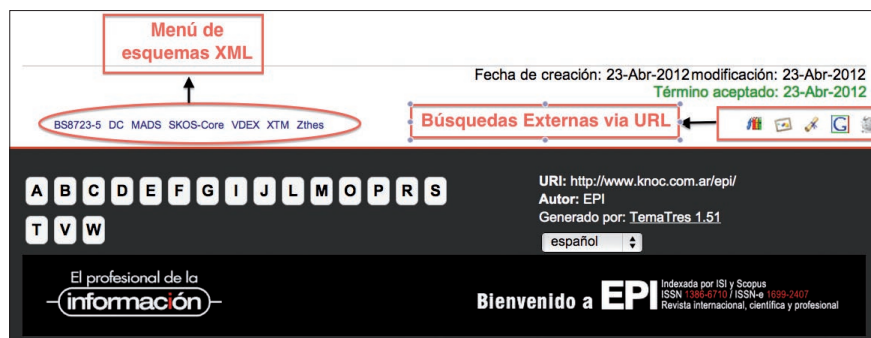 Menú de
esquemas XML
Fecha de creación: 23-Abr-2012 modificación: 23-Abr-2012
Término aceptado: 23-Abr-2012
BS8723-5 DC MADS SKOS-Core VDEX XTM Zthes
Búsquedas Externas via URL
G
A B C D E F G I J L M O P R S
T V W
URI: http://www.knoc.com.ar/epi/
Autor: EPI
Generado por: TemaTres 1.51
español
El profesional de la
información
Bienvenido a EPI
Indexada por ISI y Scopus
ISSN 1386-6710 / ISSN-e 1699-2407
Revista internacional, científica y profesional